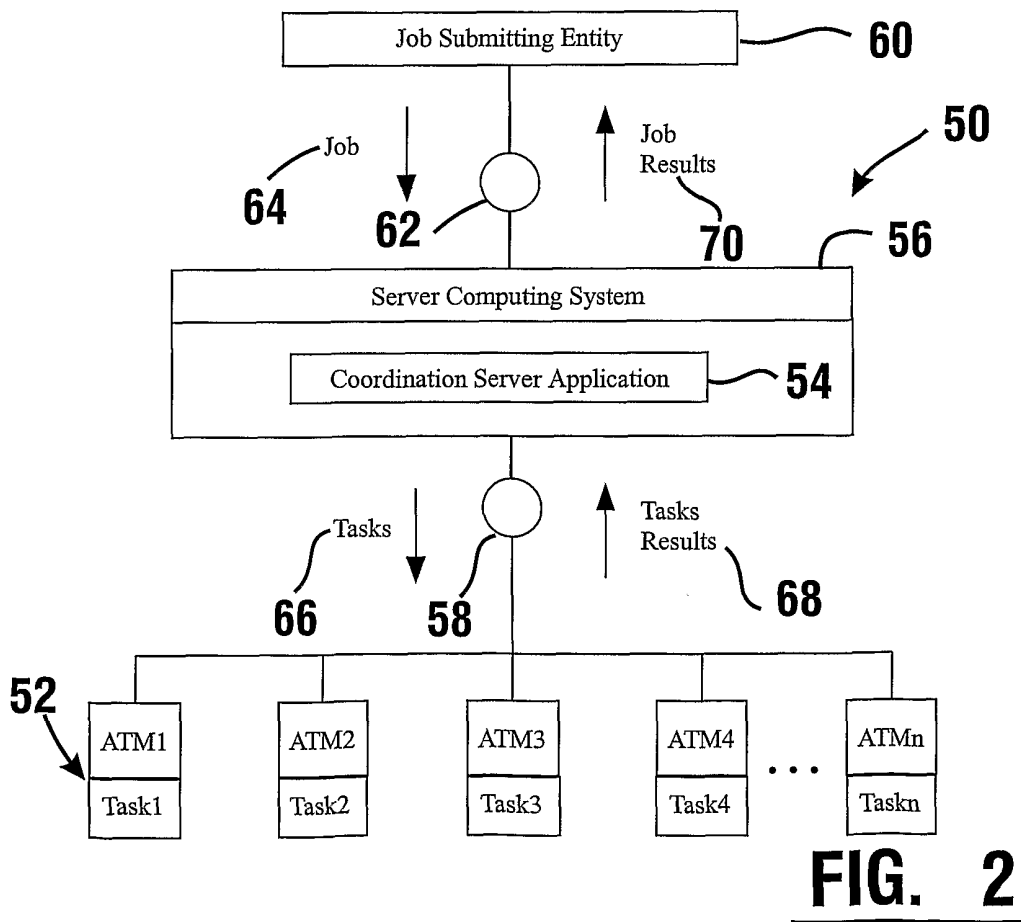 Job Submitting Entity
60
Job
64
62
Job
Results
70
50
56
Server Computing System
Coordination Server Application
54
Tasks
66
58
Tasks
Results
68
52
ATM1
Task1
ATM2
Task2
ATM3
Task3
ATM4
Task4
...
ATMn
Taskn
FIG. 2